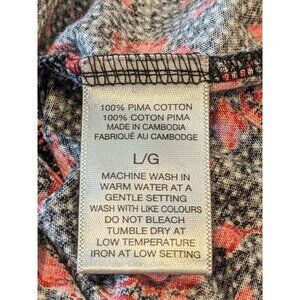 100% PIMA COTTON
100% COTON PIMA
MADE IN CAMBODIA
FABRIQUÉ AU CAMBODGE
L/G
MACHINE WASH IN
WARM WATER AT A
GENTLE SETTING
WASH WITH LIKE COLOURS
DO NOT BLEACH
TUMBLE DRY AT
LOW TEMPERATURE
IRON AT LOW SETTING